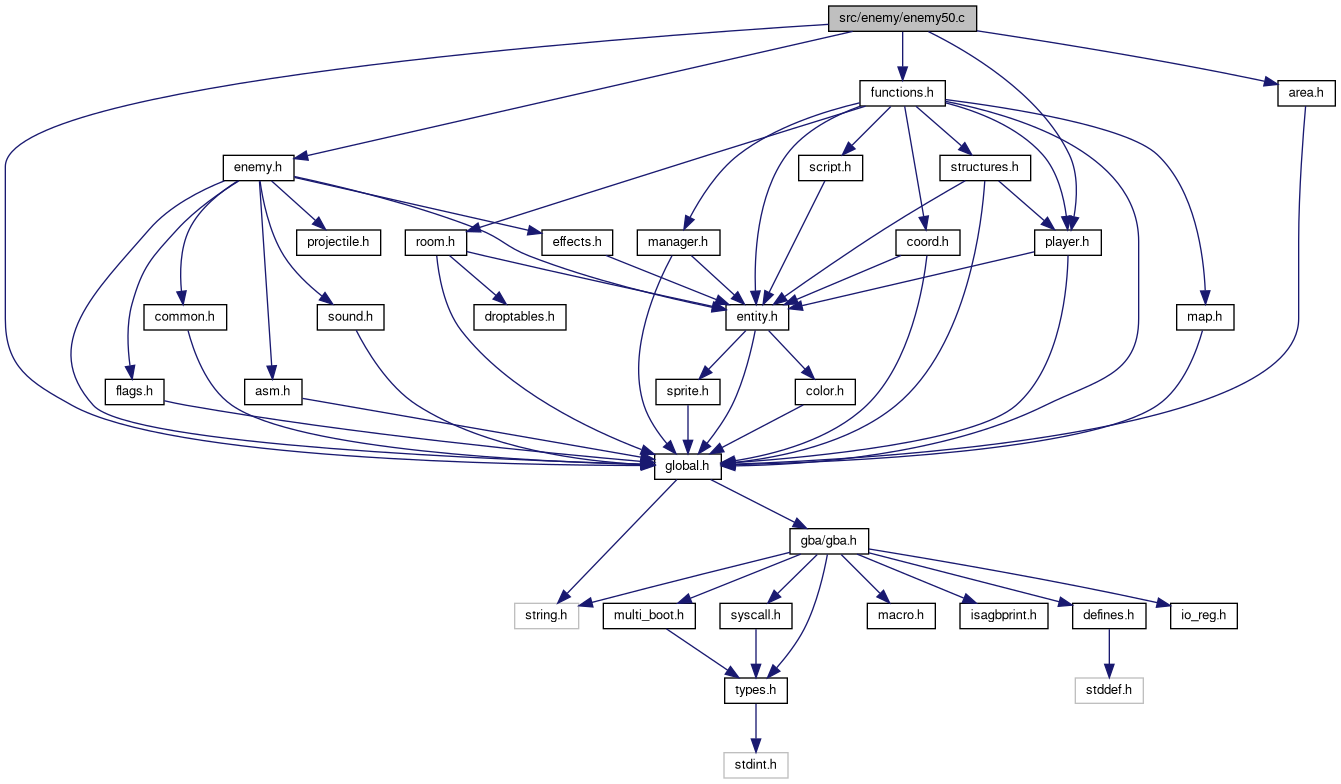 src/enemy/enemy50.c
functions.h
area.h
enemy.h
script.h
structures.h
projectile.h
room.h
effects.h
manager.h
coord.h
player.h
common.h
sound.h
droptables.h
entity.h
map.h
flags.h
asm.h
sprite.h
color.h
global.h
gba/gba.h
string.h
multi_boot.h
syscall.h
macro.h
isagbprint.h
defines.h
io_reg.h
types.h
stddef.h
stdint.h